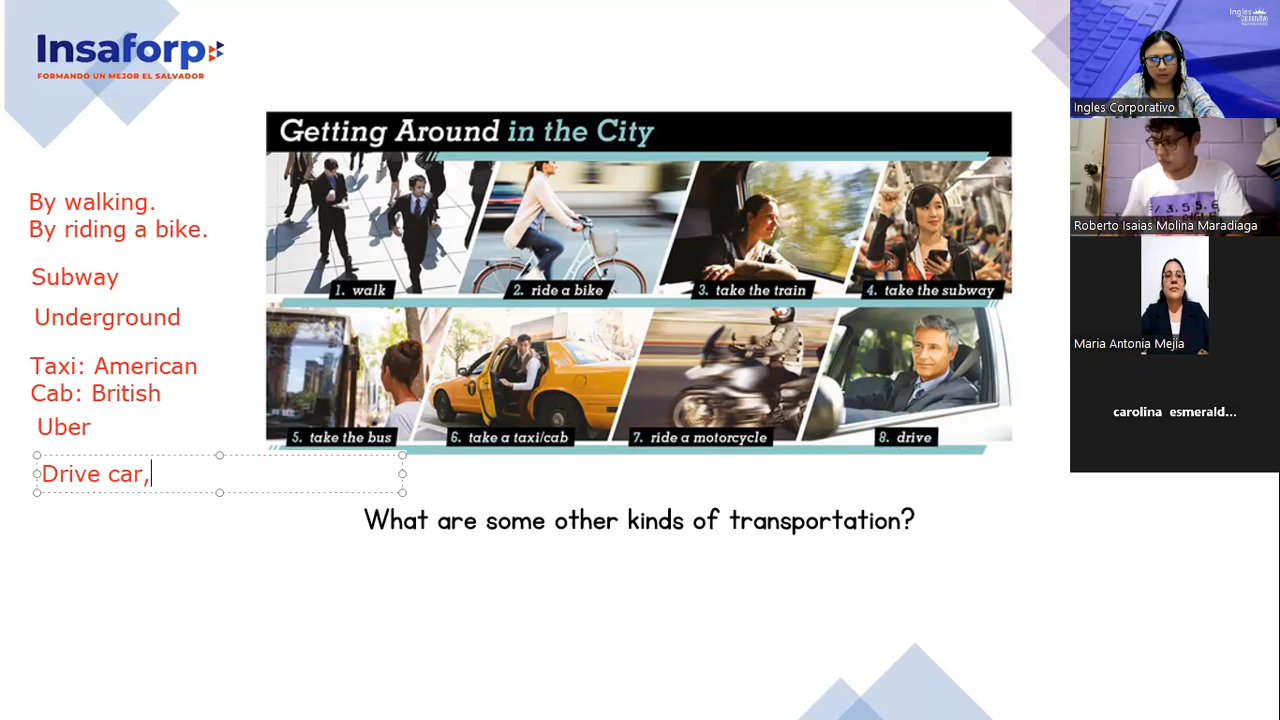 Insaforp
FORMANDO UN MEJOR EL SALVADOR
Getting Around in the City
By walking.
By riding a bike.
Subway
Underground
Taxi: American
Cab: British
Uber
Drive car,
1. walk
2. ride a bike
3. take the train
4. take the subway
5. take the bus
6. take a taxi/cab
7. ride a motorcycle
8. drive
What are some other kinds of transportation?
Ingles Corporativo
Roberto Isaias Molina Maradiaga
Maria Antonia Mejia
carolina esmerald...